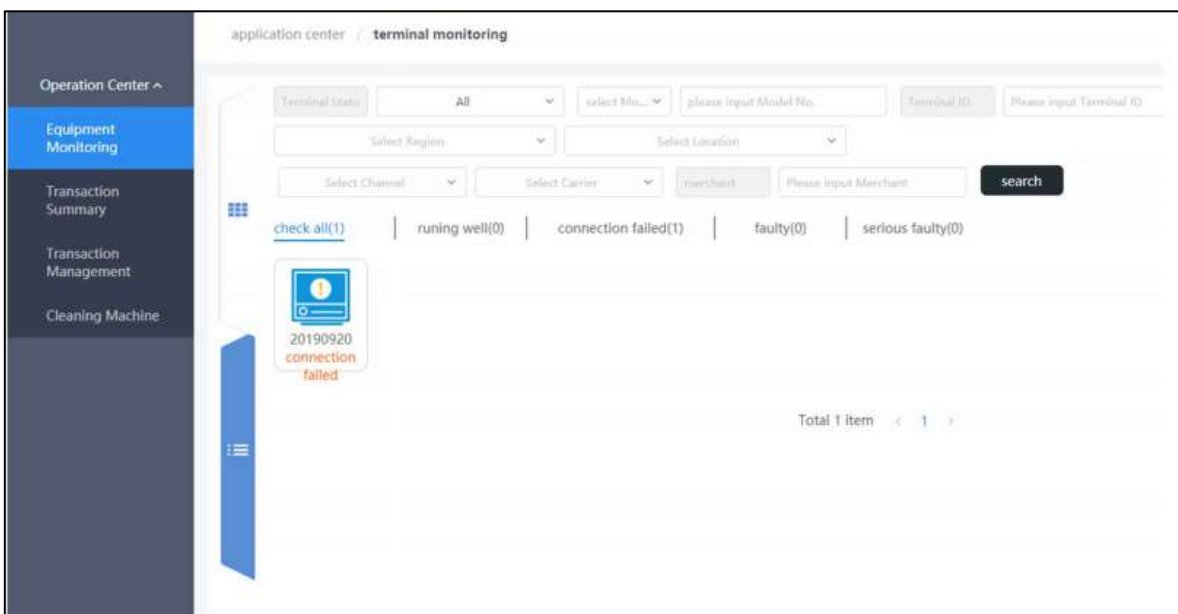 application center / terminal monitoring
Operation Center
Terminal Status All select Mo... please input Model No. Terminal ID Please input Terminal ID
Equipment
Monitoring
Select Region Select Location
Select Channel Select Carrier merchant Please input Merchant search
Transaction
Summary
check all(1) runing well(0) connection failed(1) faulty(0) serious faulty(0)
Transaction
Management
Cleaning Machine
20190920
connection
failed
Total 1 item < 1 >